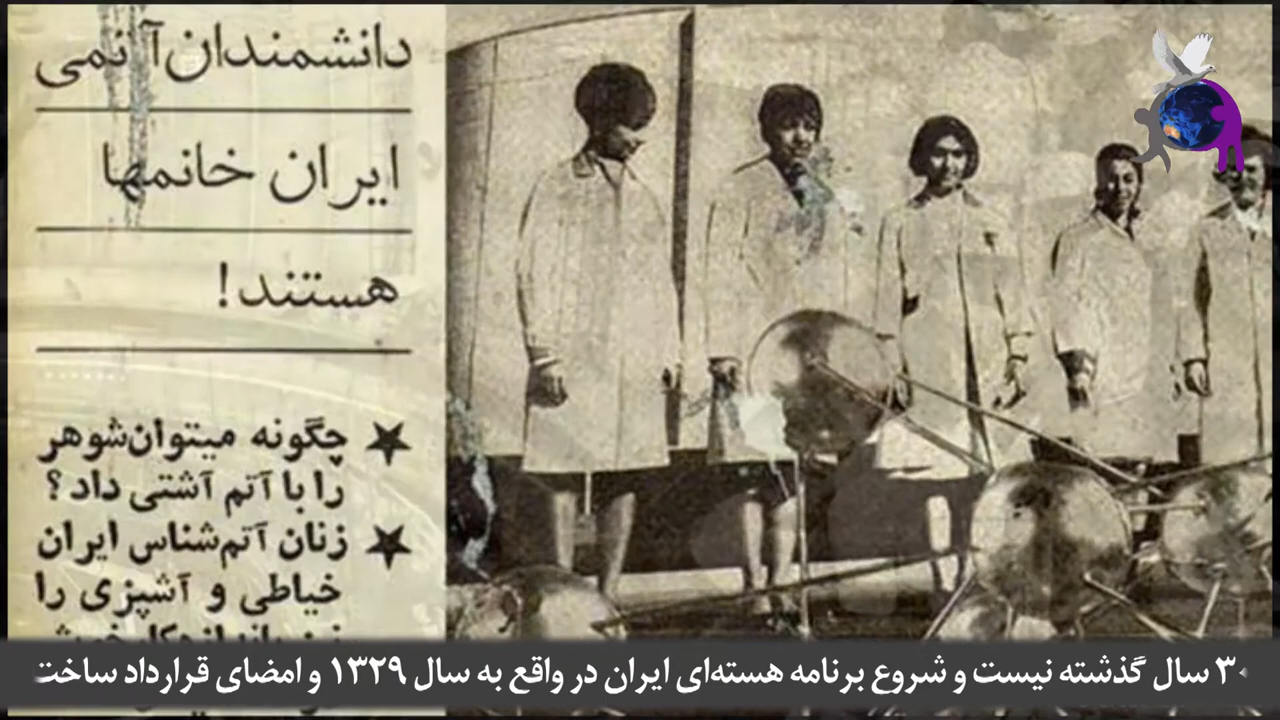 دانشمندان آتمی
ایران خانمها
هستند!
★ چگونه میتوان شوهر
را با آتم آشتی داد؟
★ زنان آتم‌شناس ایران
خیاطی و آشپزی را
۳۰ سال گذشته نیست و شروع برنامه هسته‌ای ایران در واقع به سال ۱۳۲۹ و امضای قرارداد ساخت